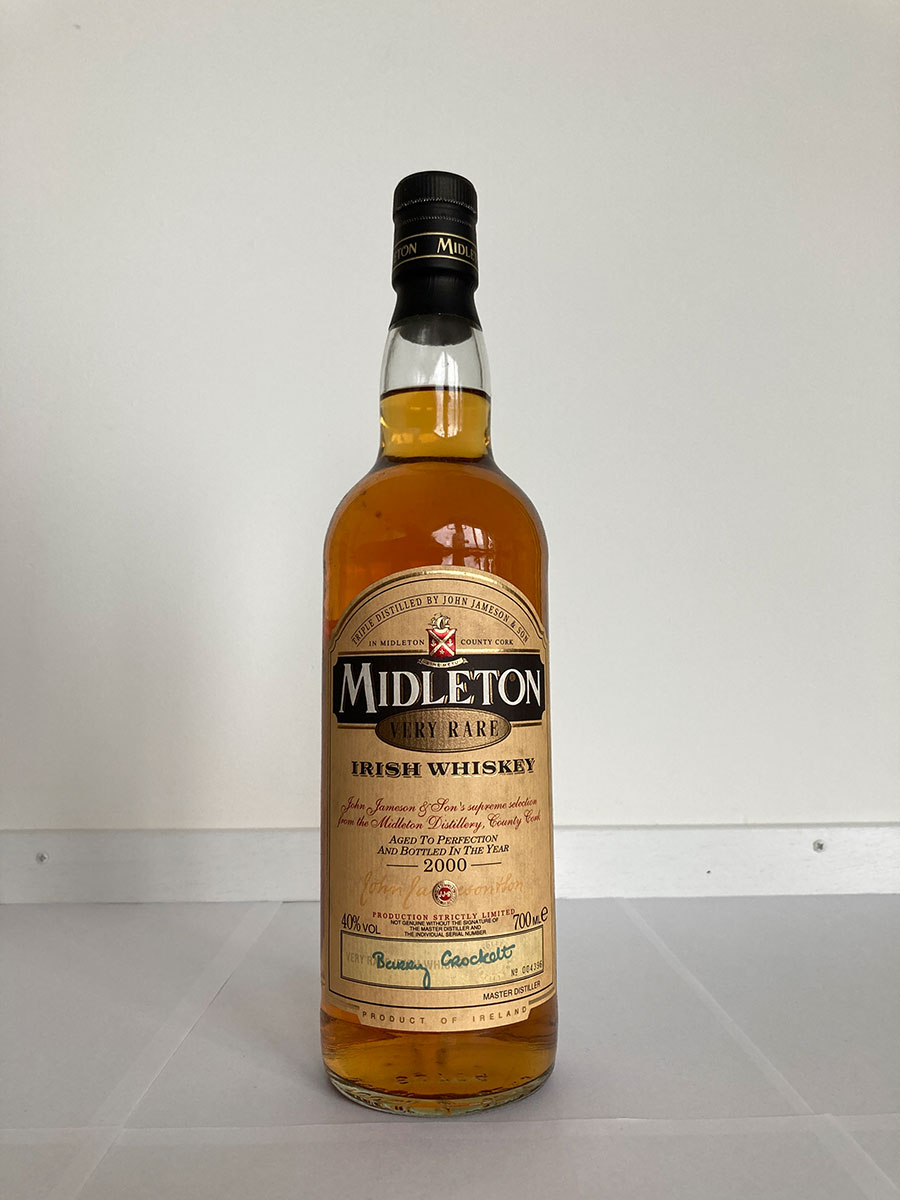 MIDLETON
TRIPLE DISTILLED BY JOHN JAMESON & SON
IN MIDLETON COUNTY CORK
MIDLETON
VERY RARE
IRISH WHISKEY
John Jameson & Son's supreme selection
from the Midleton Distillery, County Cork
AGED TO PERFECTION
AND BOTTLED IN THE YEAR
2000
PRODUCTION STRICTLY LIMITED
40% VOL
NOT GENUINE WITHOUT THE SIGNATURE OF
THE MASTER DISTILLER AND
THE INDIVIDUAL SERIAL NUMBER
700 ML e
Barry Crockett
Nº 004396
MASTER DISTILLER
PRODUCT OF IRELAND